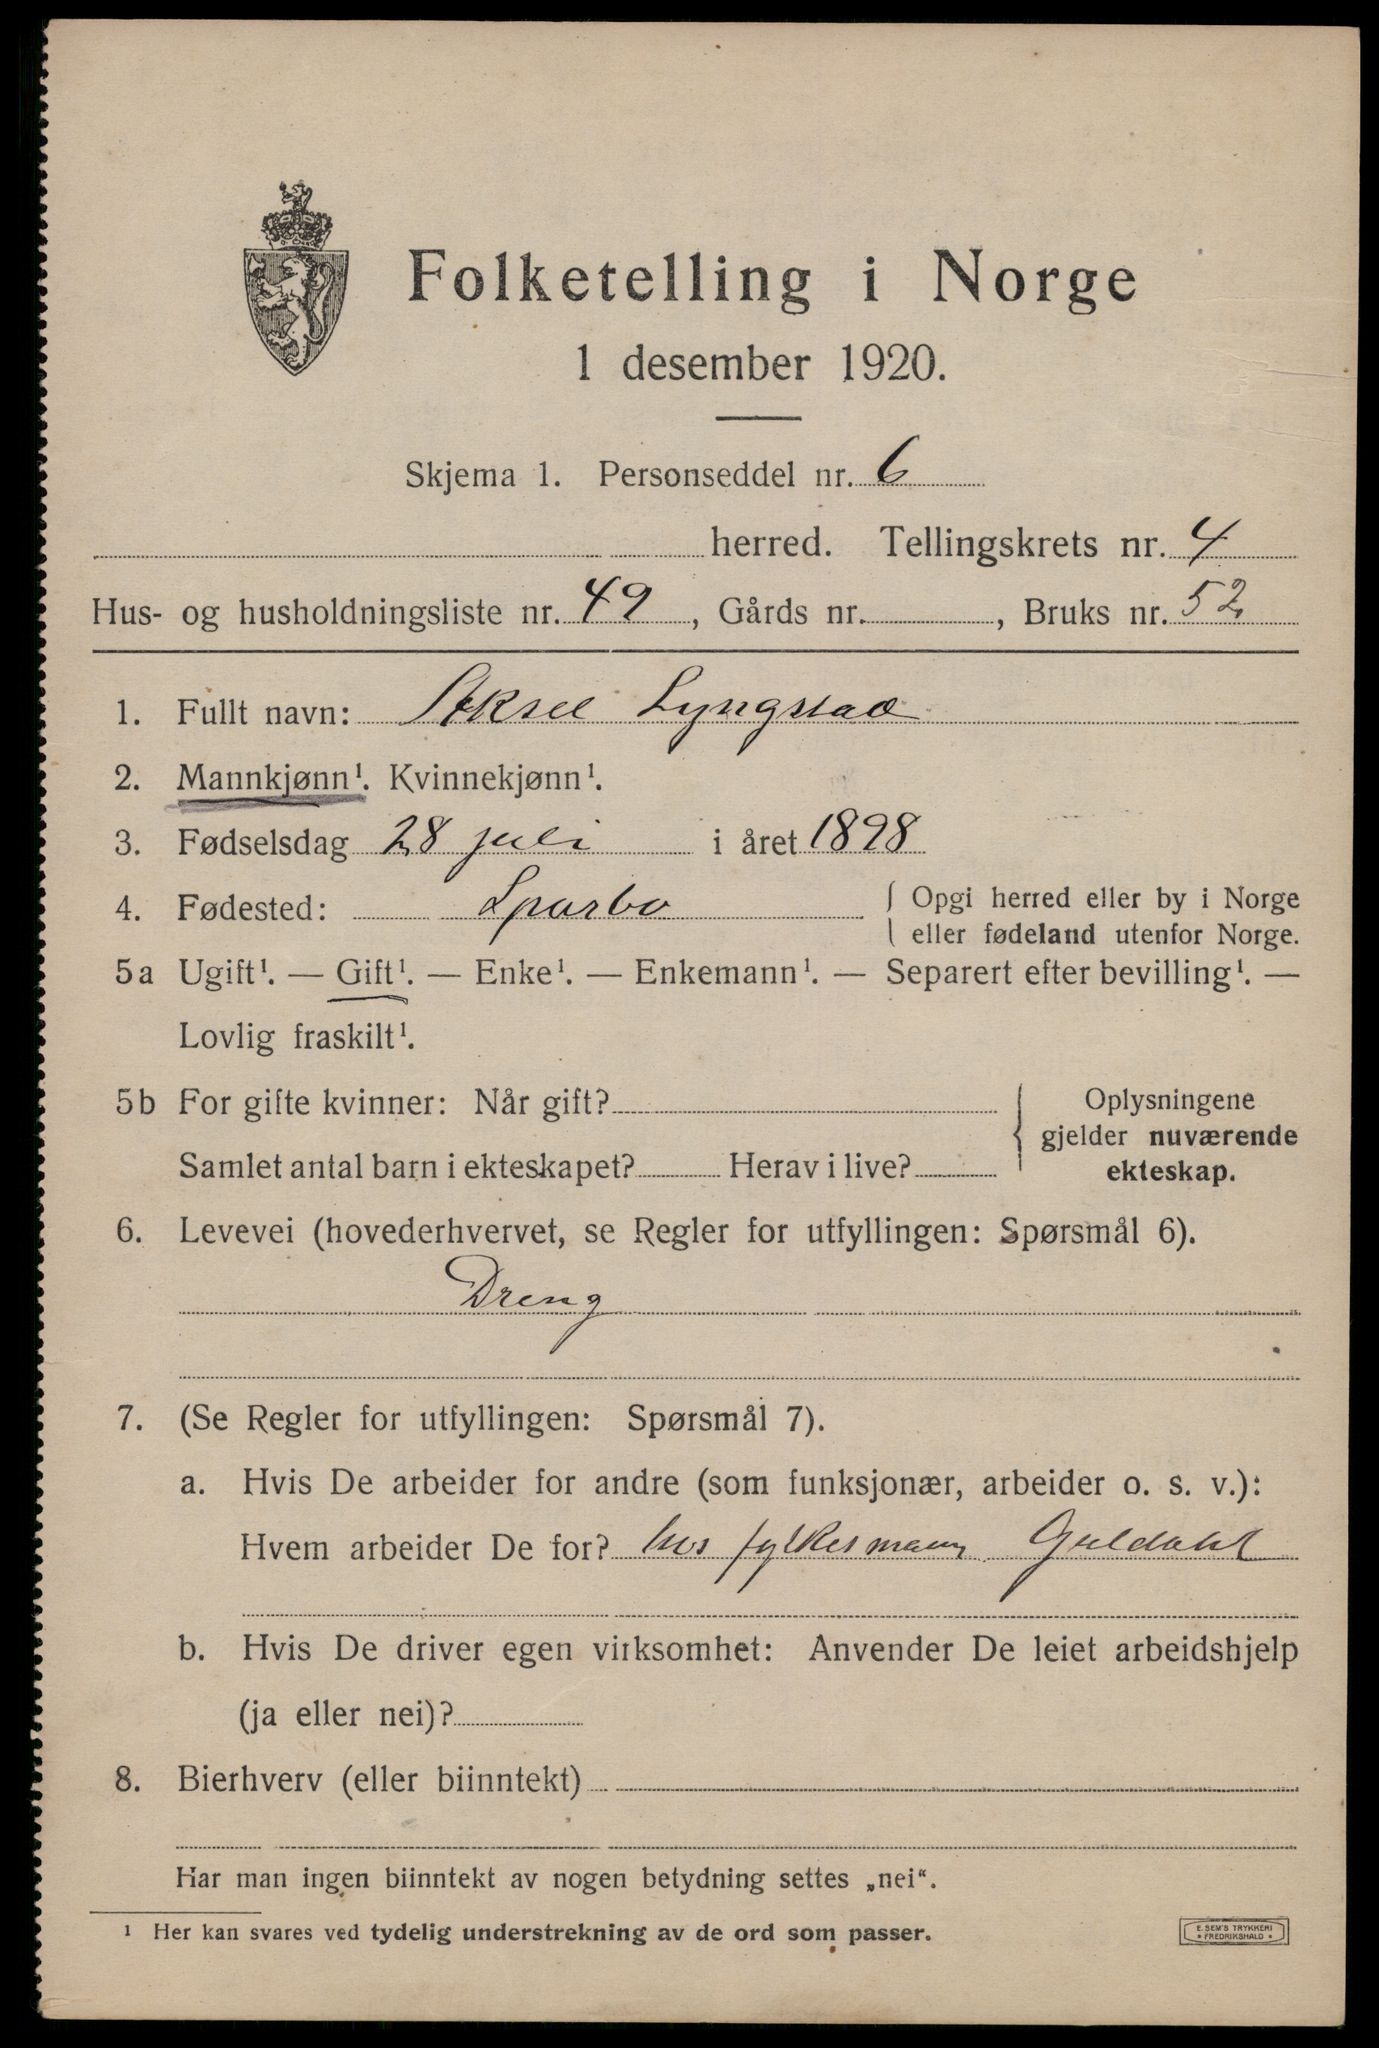 Folketelling i Norge
1 desember 1920.
Skjema 1. Personseddel nr. 6
herred. Tellingskrets nr. 4
Hus- og husholdningsliste nr. 49, Gårds nr. , Bruks nr. 52
1. Fullt navn: Aksel Lyngstad
2. Mannkjønn¹. Kvinnekjønn¹.
3. Fødselsdag 28 juli i året 1898
4. Fødested: Sparbo { Opgi herred eller by i Norge
eller fødeland utenfor Norge.
5a Ugift¹. — Gift¹. — Enke¹. — Enkemann¹. — Separert efter bevilling¹. —
Lovlig fraskilt¹.
5b For gifte kvinner: Når gift? { Oplysningene
gjelder nuværende
Samlet antal barn i ekteskapet? Herav i live? ekteskap.
6. Levevei (hovederhvervet, se Regler for utfyllingen: Spørsmål 6).
Dreng
7. (Se Regler for utfyllingen: Spørsmål 7).
a. Hvis De arbeider for andre (som funksjonær, arbeider o. s. v.):
Hvem arbeider De for? hos fylkesmann Guldahl
b. Hvis De driver egen virksomhet: Anvender De leiet arbeidshjelp
(ja eller nei)?
8. Bierhverv (eller biinntekt)
Har man ingen biinntekt av nogen betydning settes „nei“.
¹ Her kan svares ved tydelig understrekning av de ord som passer.
E. SEM'S TRYKKERI
* FREDRIKSHALD *